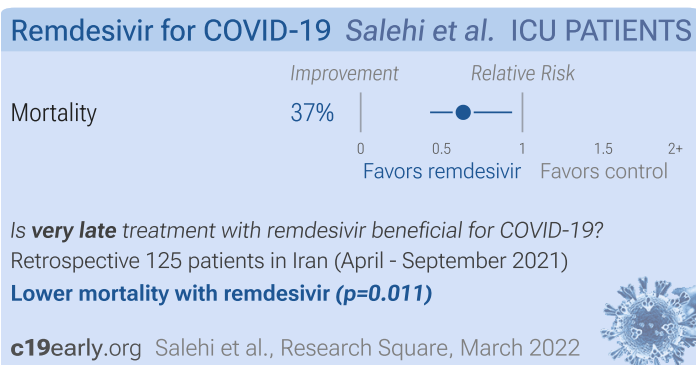 Remdesivir for COVID-19 Salehi et al. ICU PATIENTS
Improvement Relative Risk
Mortality 37%
0 0.5 1 1.5 2+
Favors remdesivir Favors control
Is very late treatment with remdesivir beneficial for COVID-19?
Retrospective 125 patients in Iran (April - September 2021)
Lower mortality with remdesivir (p=0.011)
c19early.org Salehi et al., Research Square, March 2022